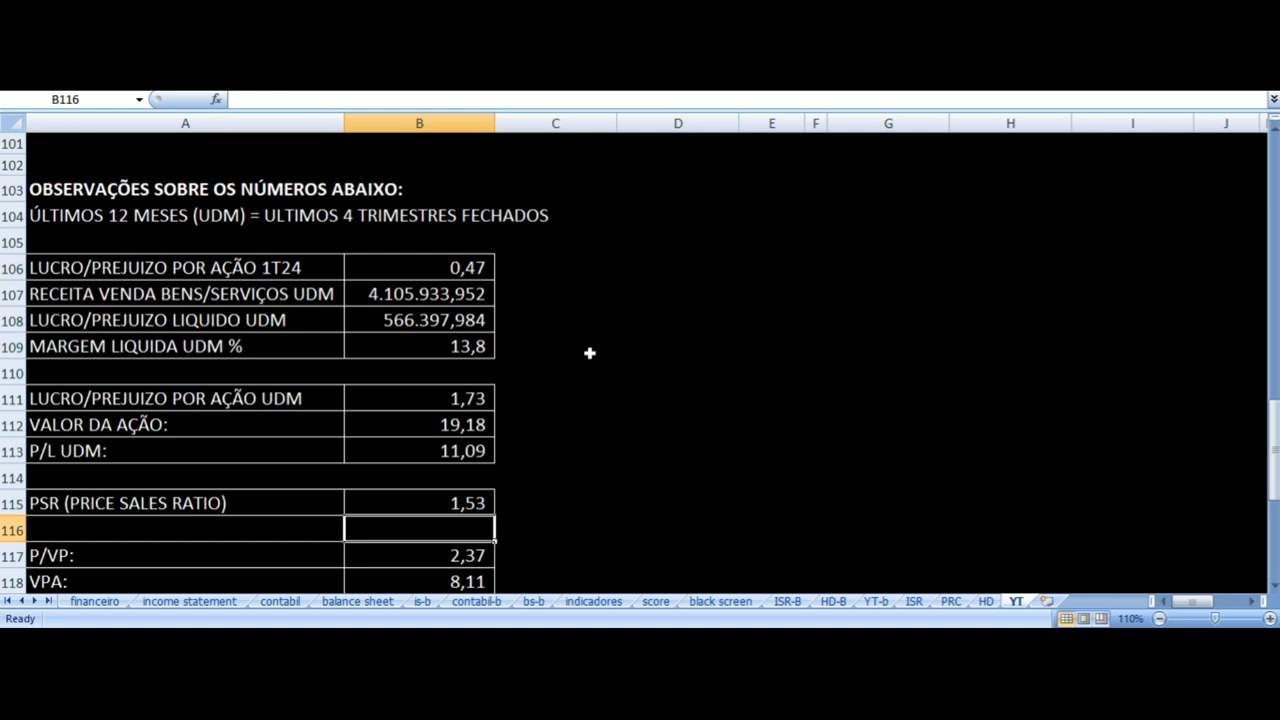 B116
fx
A B C D E F G H I J
101
102
103 OBSERVAÇÕES SOBRE OS NÚMEROS ABAIXO:
104 ÚLTIMOS 12 MESES (UDM) = ULTIMOS 4 TRIMESTRES FECHADOS
105
106 LUCRO/PREJUIZO POR AÇÃO 1T24 0,47
107 RECEITA VENDA BENS/SERVIÇOS UDM 4.105.933,952
108 LUCRO/PREJUIZO LIQUIDO UDM 566.397,984
109 MARGEM LIQUIDA UDM % 13,8
110
111 LUCRO/PREJUIZO POR AÇÃO UDM 1,73
112 VALOR DA AÇÃO: 19,18
113 P/L UDM: 11,09
114
115 PSR (PRICE SALES RATIO) 1,53
116
117 P/VP: 2,37
118 VPA: 8,11
financeiro income statement contabil balance sheet is-b contabil-b bs-b indicadores score black screen ISR-B HD-B YT-b ISR PRC HD YT
Ready 110%